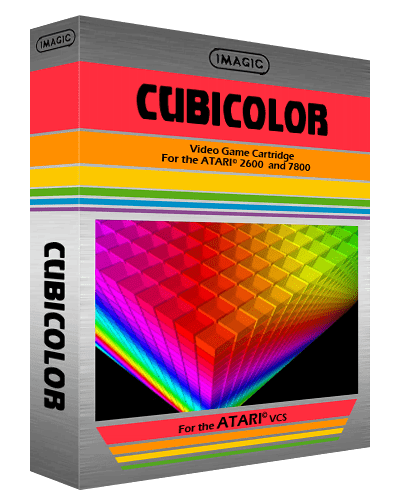 IMAGIC
IMAGIC
CUBICOLOR
Video Game Cartridge
For the ATARI® 2600 and 7800
CUBICOLOR
For the ATARI® VCS